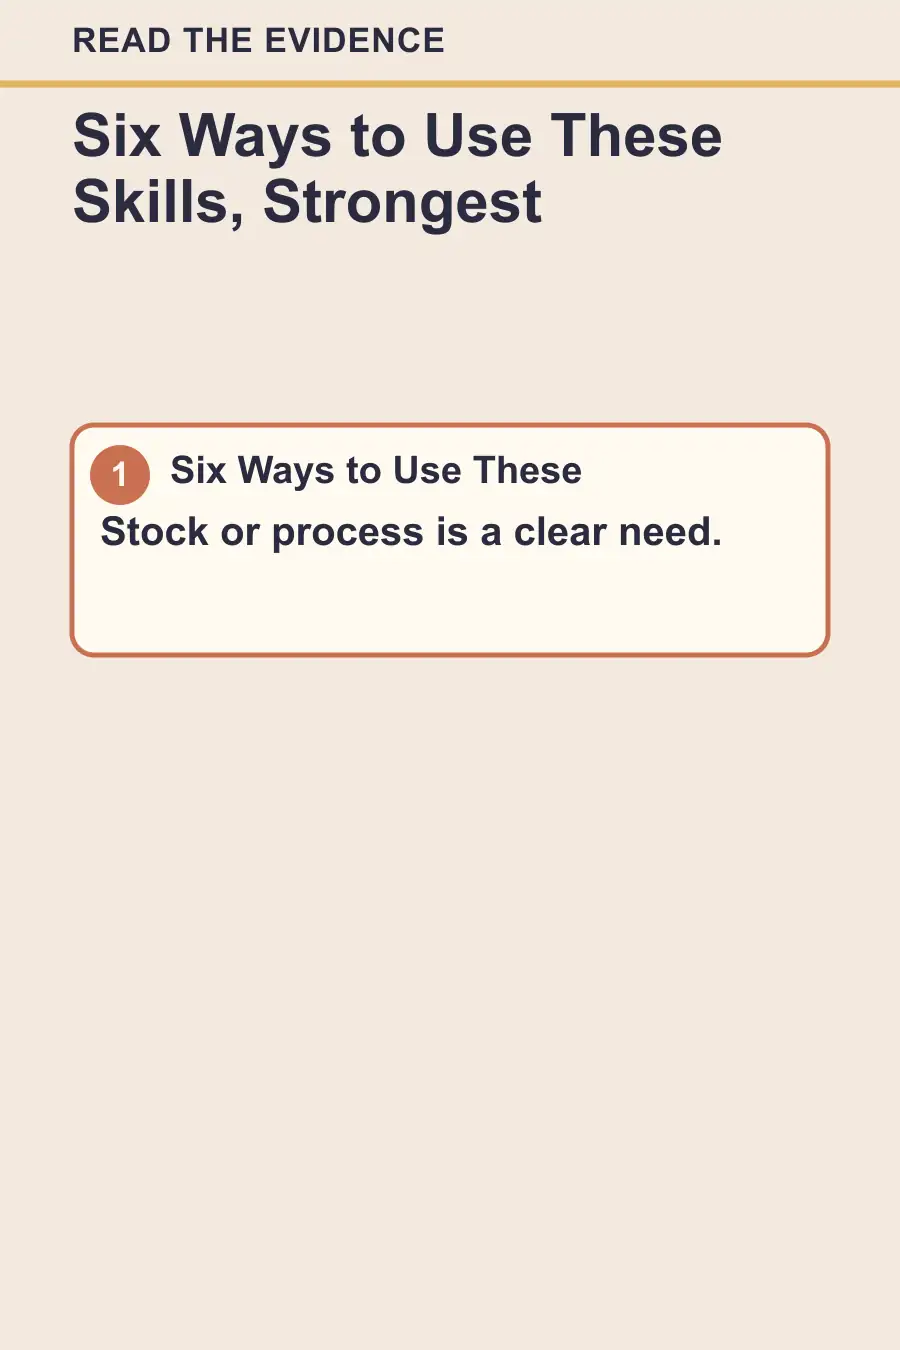 READ THE EVIDENCE
Six Ways to Use These
Skills, Strongest
1 Six Ways to Use These
Stock or process is a clear need.